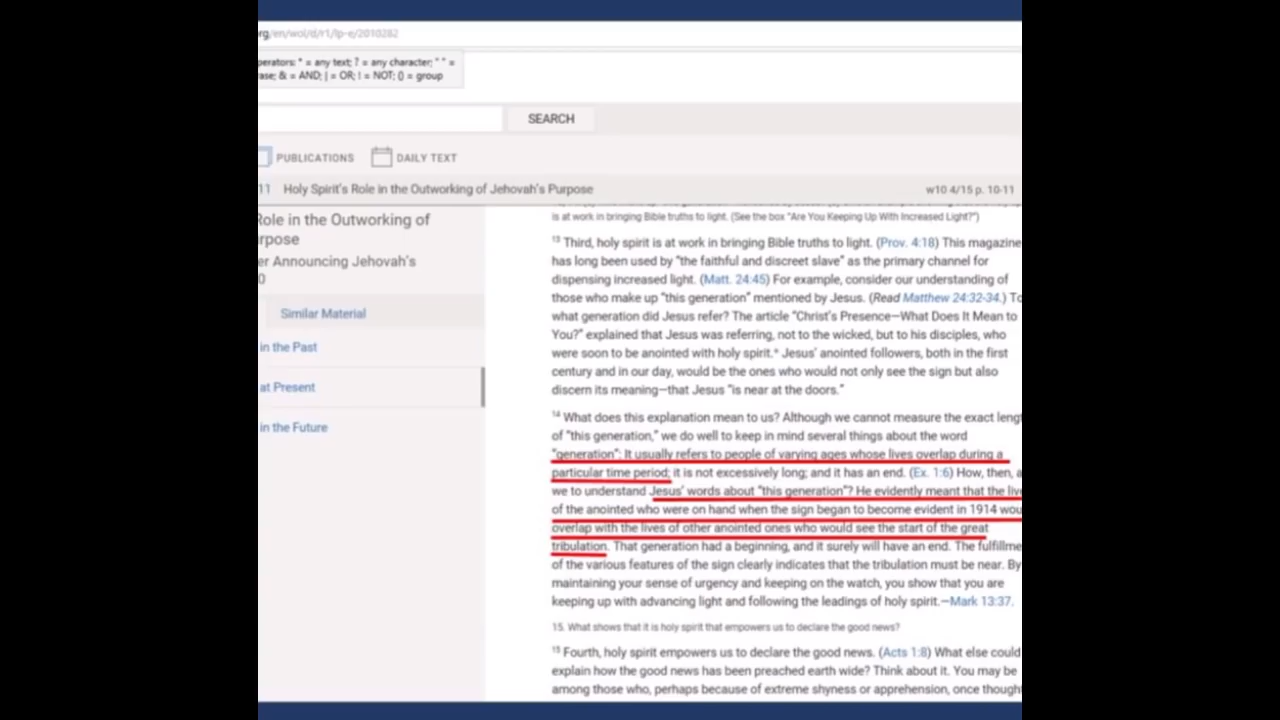 rg/en/wol/d/r1/lp-e/2010282
perators: * = any text; ? = any character; " " =
ase; & = AND; | = OR; ! = NOT; () = group
SEARCH
PUBLICATIONS DAILY TEXT
11 Holy Spirit's Role in the Outworking of Jehovah's Purpose w10 4/15 p. 10-11
Role in the Outworking of
rpose
er Announcing Jehovah's
0
Similar Material
in the Past
at Present
in the Future
is at work in bringing Bible truths to light. (See the box "Are You Keeping Up With Increased Light?")
13 Third, holy spirit is at work in bringing Bible truths to light. (Prov. 4:18) This magazine
has long been used by "the faithful and discreet slave" as the primary channel for
dispensing increased light. (Matt. 24:45) For example, consider our understanding of
those who make up "this generation" mentioned by Jesus. (Read Matthew 24:32-34.) To
what generation did Jesus refer? The article "Christ's Presence—What Does It Mean to
You?" explained that Jesus was referring, not to the wicked, but to his disciples, who
were soon to be anointed with holy spirit.* Jesus' anointed followers, both in the first
century and in our day, would be the ones who would not only see the sign but also
discern its meaning—that Jesus "is near at the doors."
14 What does this explanation mean to us? Although we cannot measure the exact lengt
of "this generation," we do well to keep in mind several things about the word
"generation": It usually refers to people of varying ages whose lives overlap during a
particular time period; it is not excessively long; and it has an end. (Ex. 1:6) How, then, a
we to understand Jesus' words about "this generation"? He evidently meant that the live
of the anointed who were on hand when the sign began to become evident in 1914 wou
overlap with the lives of other anointed ones who would see the start of the great
tribulation. That generation had a beginning, and it surely will have an end. The fulfillme
of the various features of the sign clearly indicates that the tribulation must be near. By
maintaining your sense of urgency and keeping on the watch, you show that you are
keeping up with advancing light and following the leadings of holy spirit.—Mark 13:37.
15. What shows that it is holy spirit that empowers us to declare the good news?
15 Fourth, holy spirit empowers us to declare the good news. (Acts 1:8) What else could
explain how the good news has been preached earth wide? Think about it. You may be
among those who, perhaps because of extreme shyness or apprehension, once though